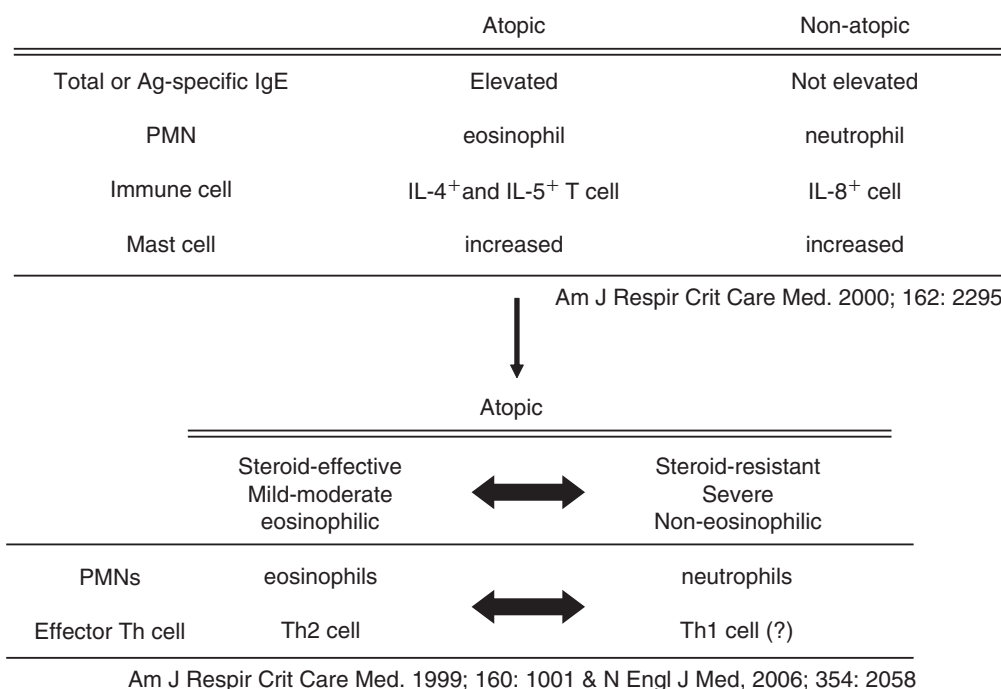 Atopic Non-atopic
Total or Ag-specific IgE Elevated Not elevated
PMN eosinophil neutrophil
Immune cell IL-4⁺and IL-5⁺ T cell IL-8⁺ cell
Mast cell increased increased
Am J Respir Crit Care Med. 2000; 162: 2295
Atopic
Steroid-effective Steroid-resistant
Mild-moderate Severe
eosinophilic Non-eosinophilic
PMNs eosinophils neutrophils
Effector Th cell Th2 cell Th1 cell (?)
Am J Respir Crit Care Med. 1999; 160: 1001 & N Engl J Med, 2006; 354: 2058